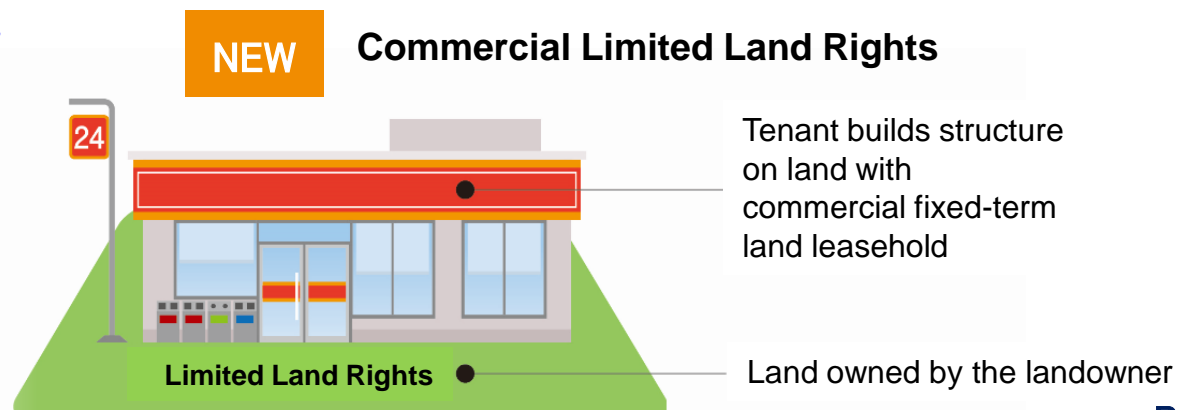 NEW
Commercial Limited Land Rights
24
Tenant builds structure
on land with
commercial fixed-term
land leasehold
Limited Land Rights
Land owned by the landowner